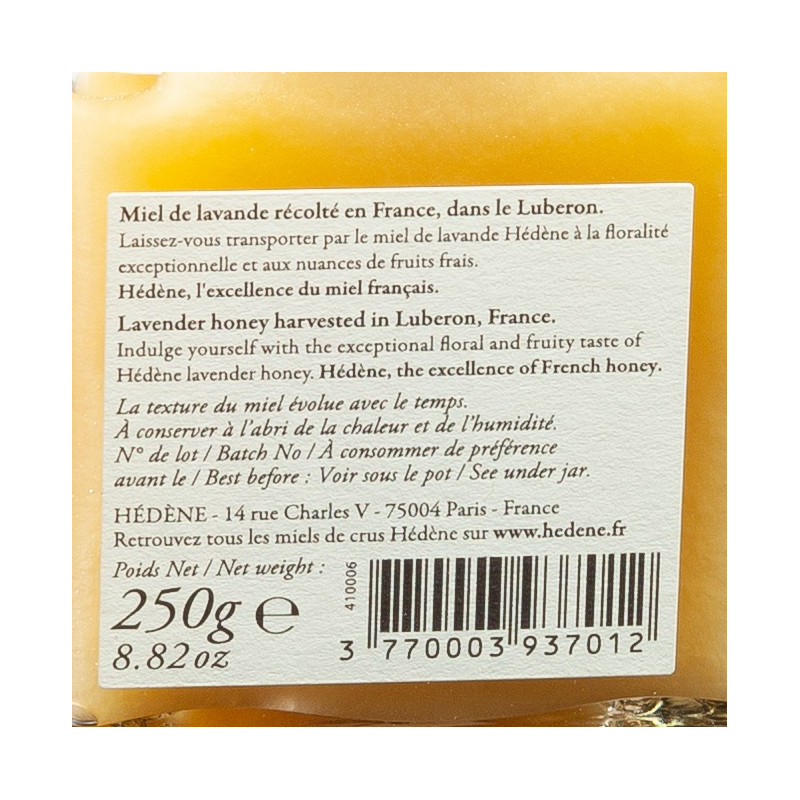 Miel de lavande récolté en France, dans le Luberon.
Laissez-vous transporter par le miel de lavande Hédène à la floralité
exceptionnelle et aux nuances de fruits frais.
Hédène, l'excellence du miel français.
Lavender honey harvested in Luberon, France.
Indulge yourself with the exceptional floral and fruity taste of
Hédène lavender honey. Hédène, the excellence of French honey.
La texture du miel évolue avec le temps.
À conserver à l'abri de la chaleur et de l'humidité.
N° de lot / Batch No / À consommer de préférence
avant le / Best before : Voir sous le pot / See under jar.
HÉDÈNE - 14 rue Charles V - 75004 Paris - France
Retrouvez tous les miels de crus Hédène sur www.hedene.fr
Poids Net / Net weight :
250g ℮
8.82oz
410006
3 770003 937012